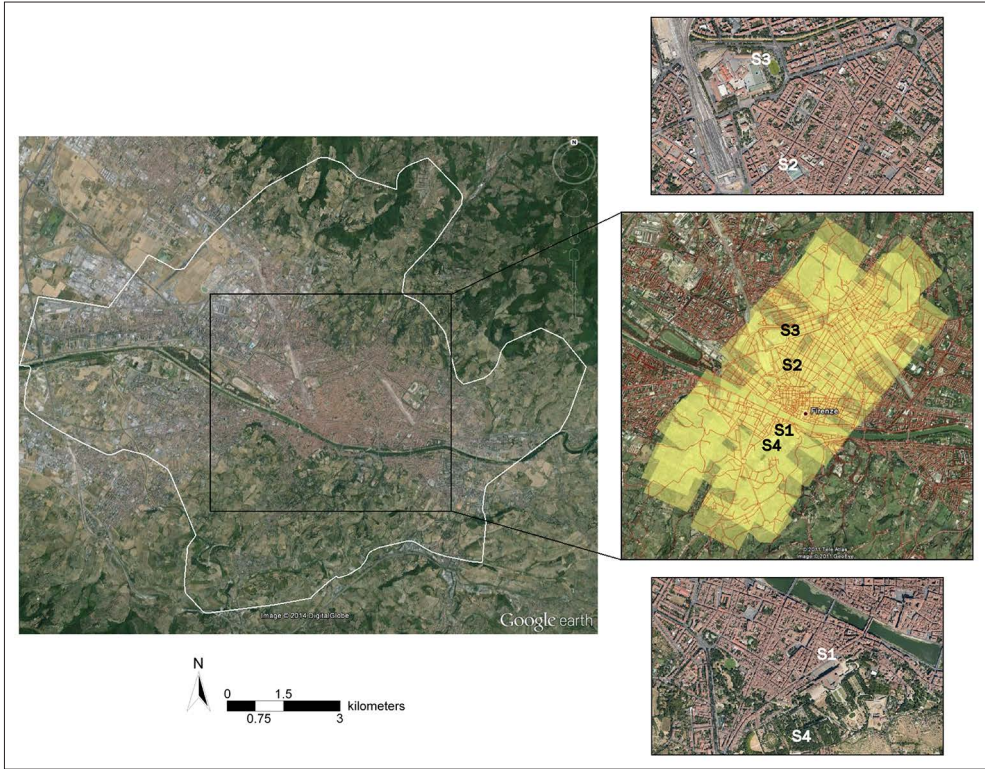 S3
S2
N
S3
S2
Firenze
S1
S4
© 2011 Tele Atlas
Image © 2011 GeoEye
Image © 2014 DigitalGlobe
Google earth
S1
S4
N
0 1.5
kilometers
0.75 3